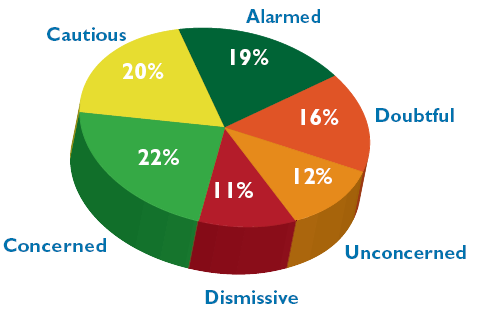 Alarmed
Cautious
19%
20%
Doubtful
16%
22%
12%
11%
Concerned
Unconcerned
Dismissive